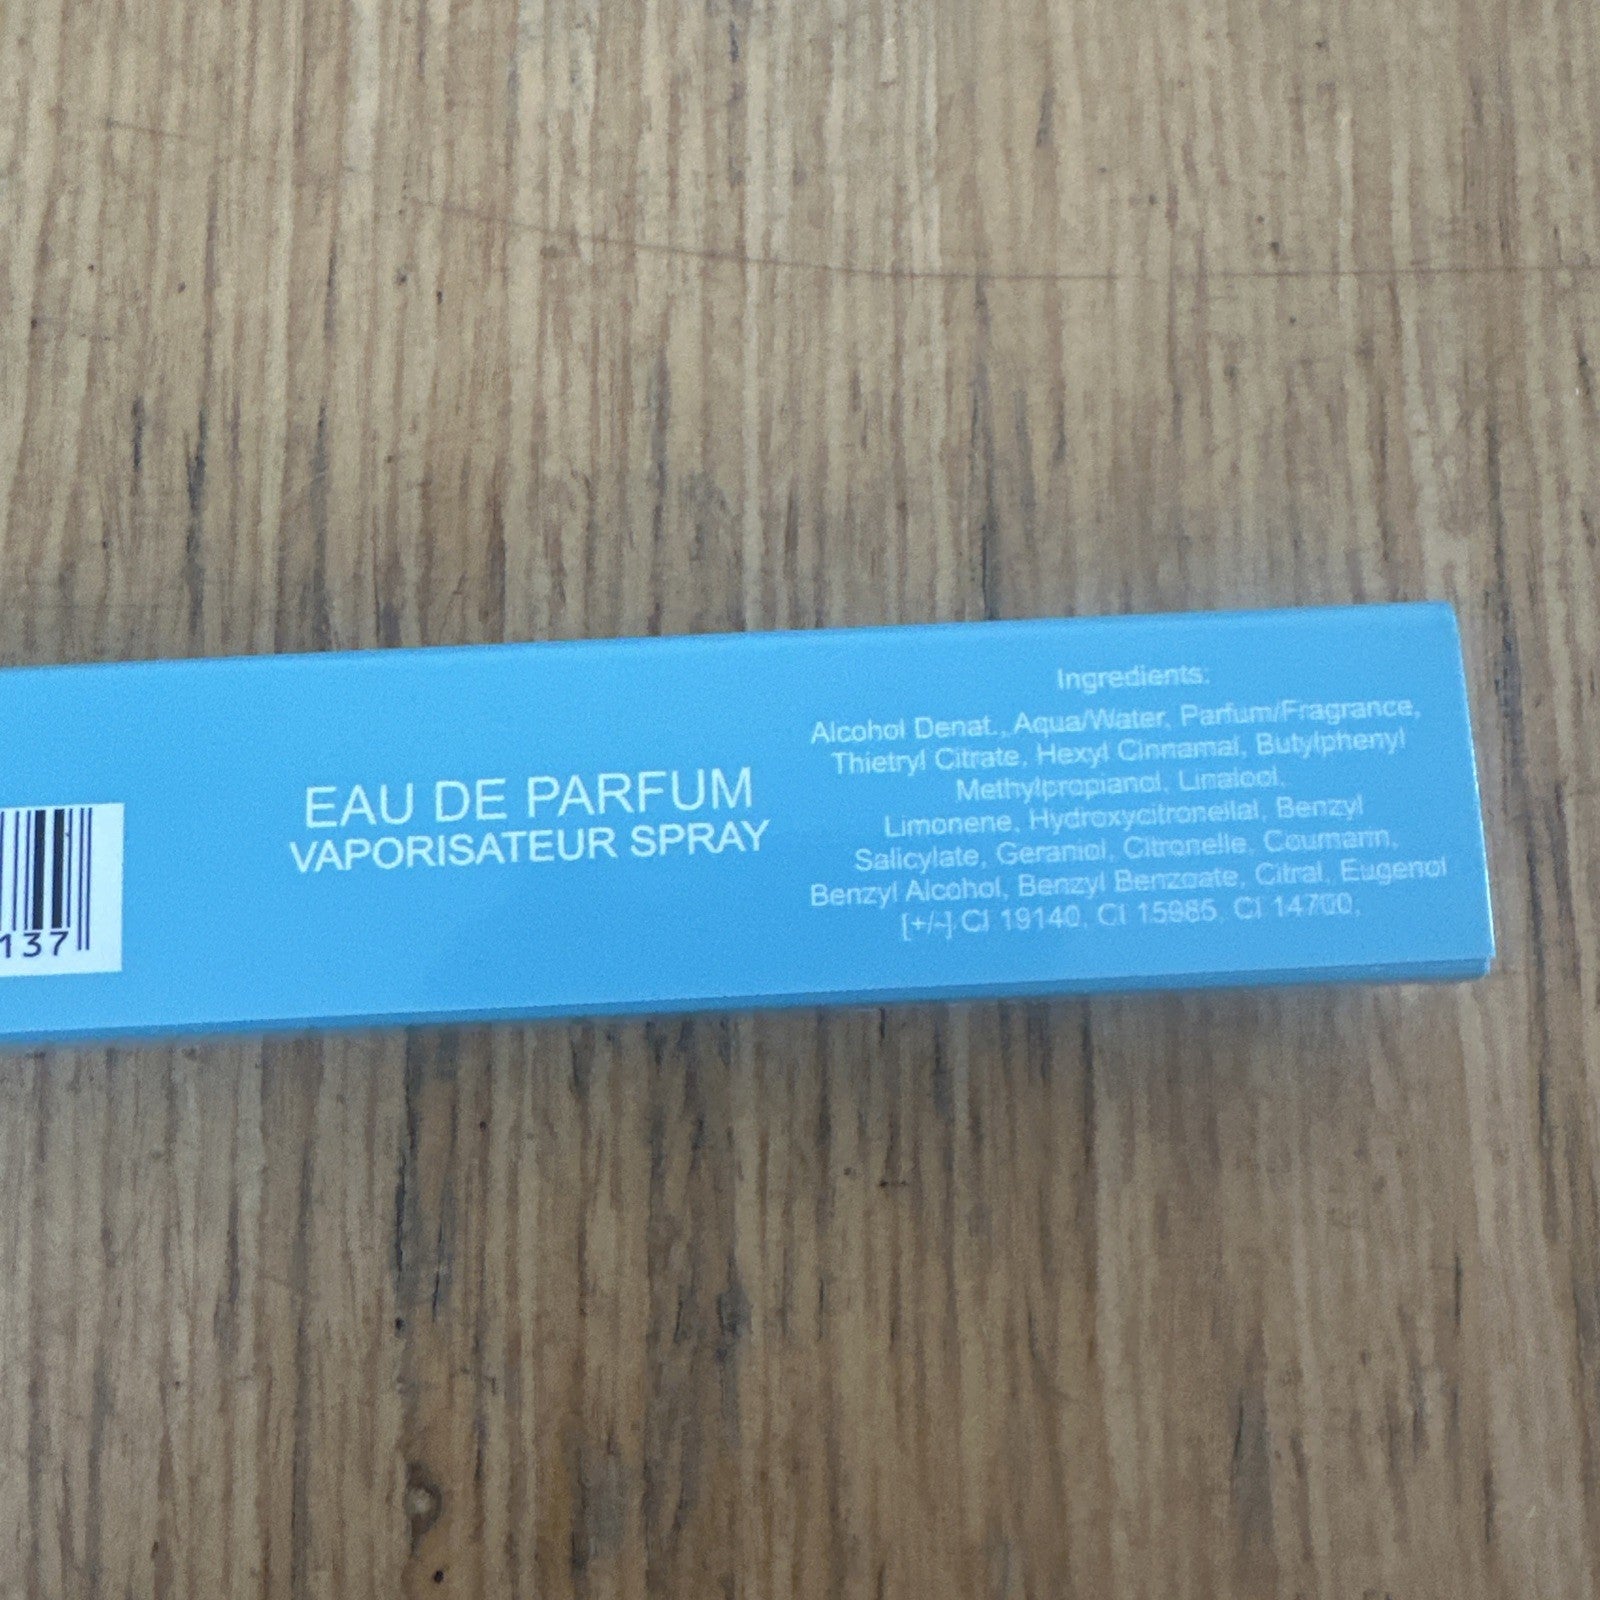 137
EAU DE PARFUM
VAPORISATEUR SPRAY
Ingredients:
Alcohol Denat., Aqua/Water, Parfum/Fragrance,
Thietryl Citrate, Hexyl Cinnamal, Butylphenyl
Methylpropianol, Linalool,
Limonene, Hydroxycitronellal, Benzyl
Salicylate, Geraniol, Citronelle, Coumarin,
Benzyl Alcohol, Benzyl Benzoate, Citral, Eugenol
[+/-] CI 19140, CI 15985, CI 14700,